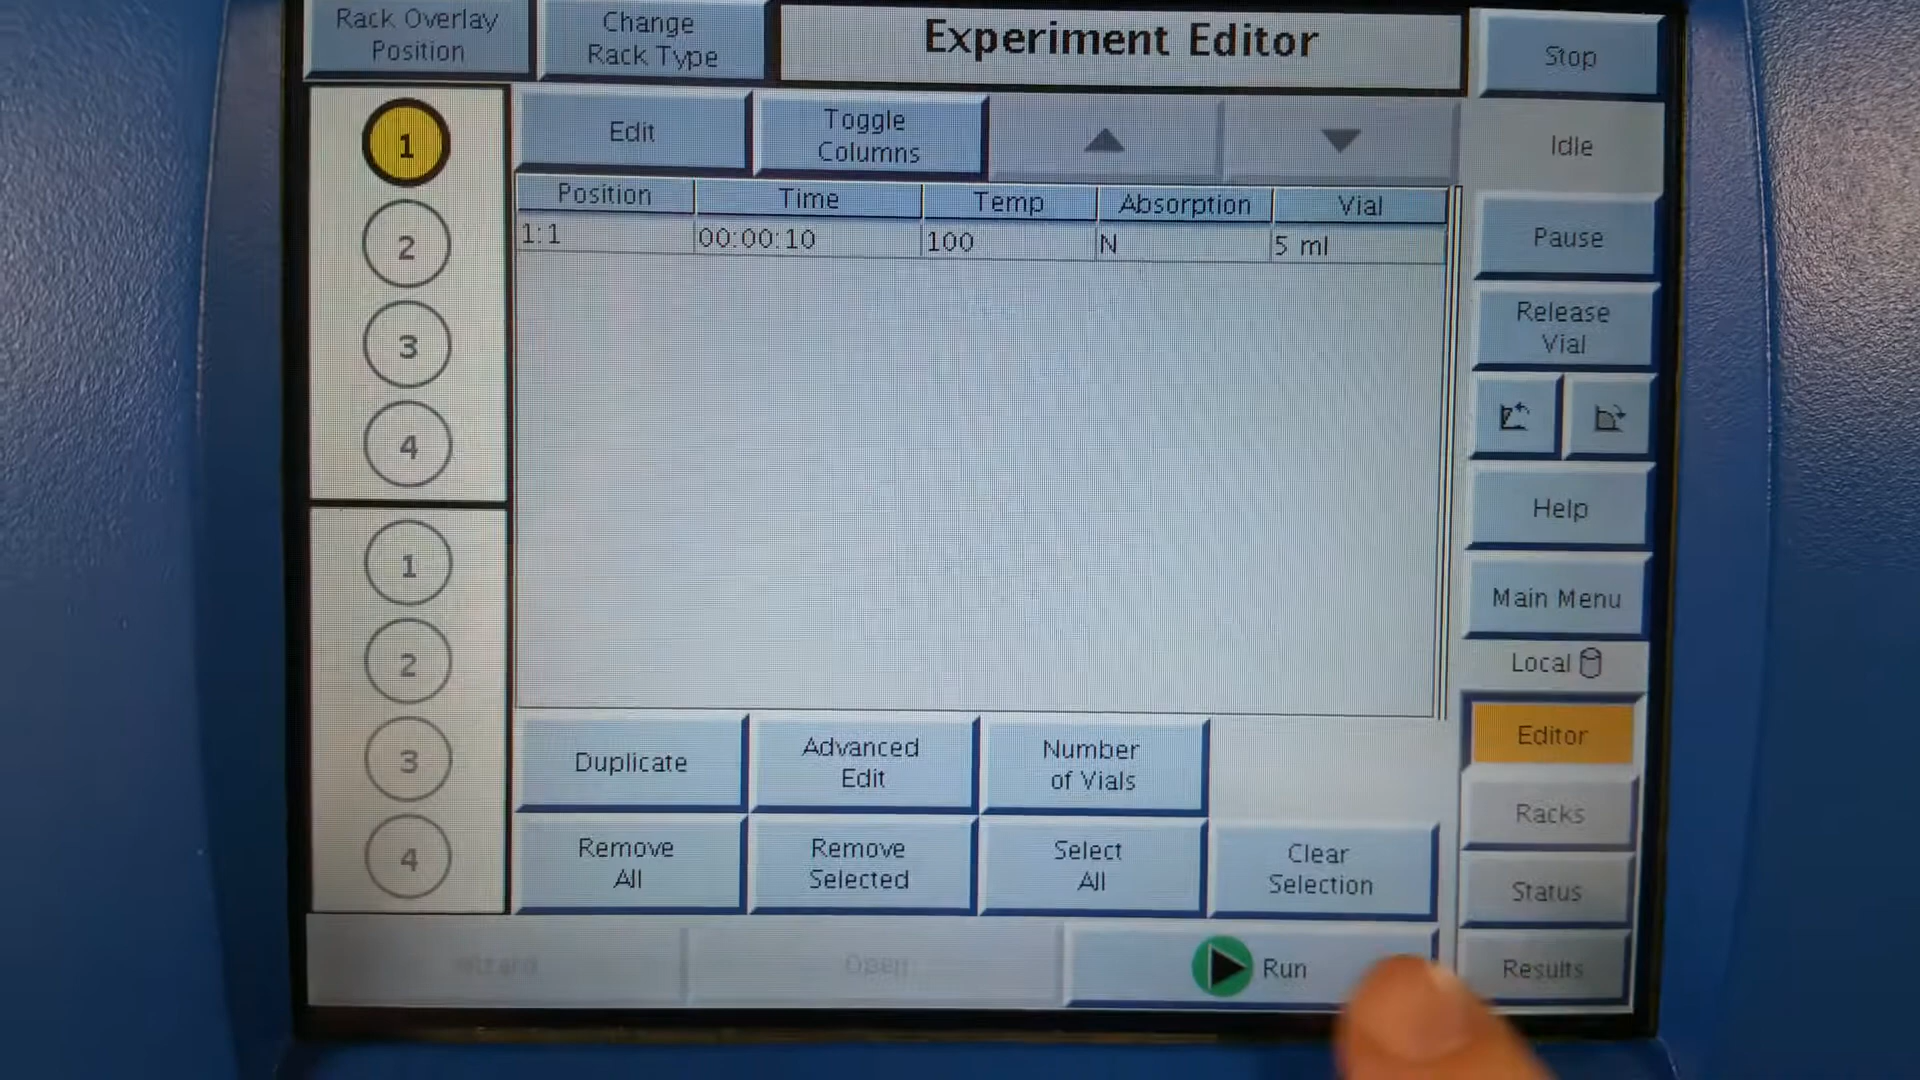 Rack Overlay
Position
Change
Rack Type
Experiment Editor
Stop
1
2
3
4
1
2
3
4
Edit
Toggle
Columns
Idle
Position Time Temp Absorption Vial
1:1 00:00:10 100 N 5 ml
Pause
Release
Vial
Help
Main Menu
Local
Editor
Racks
Status
Results
Duplicate
Advanced
Edit
Number
of Vials
Remove
All
Remove
Selected
Select
All
Clear
Selection
Wizard
Open
Run